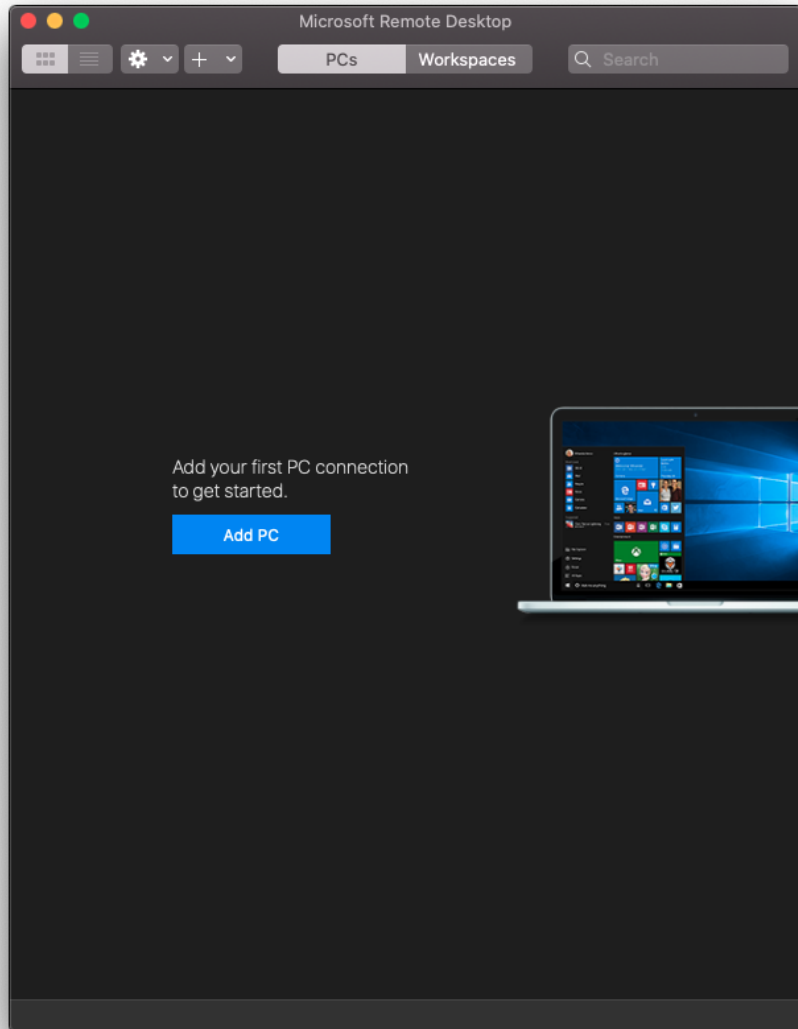 Microsoft Remote Desktop
PCs
Workspaces
Search
Add your first PC connection
to get started.
Add PC